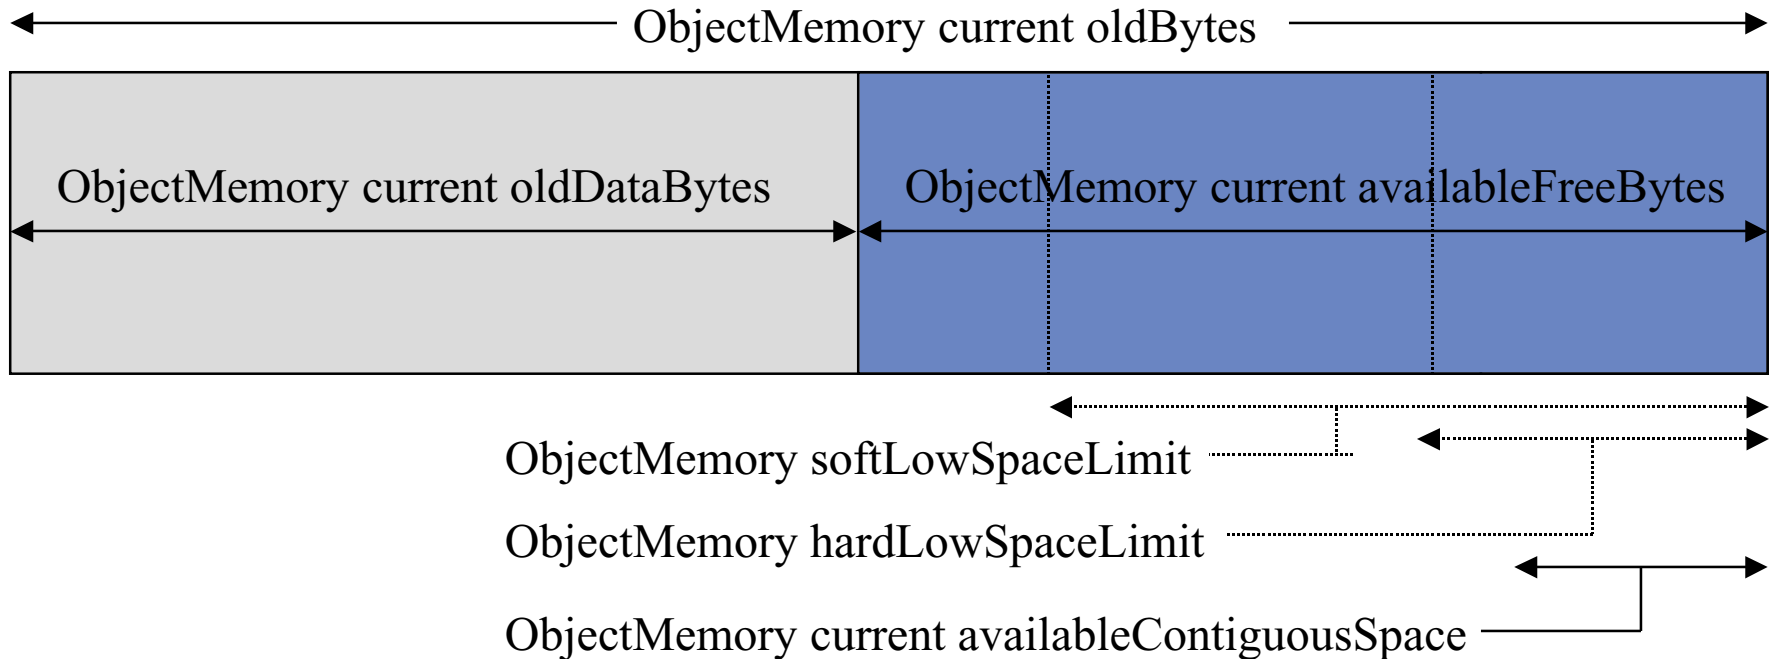 ObjectMemory current oldBytes
ObjectMemory current oldDataBytes
ObjectMemory current availableFreeBytes
ObjectMemory softLowSpaceLimit
ObjectMemory hardLowSpaceLimit
ObjectMemory current availableContiguousSpace